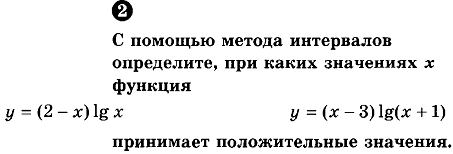 2
С помощью метода интервалов
определите, при каких значениях x
функция
y = (2 − x) lg x y = (x − 3) lg(x + 1)
принимает положительные значения.